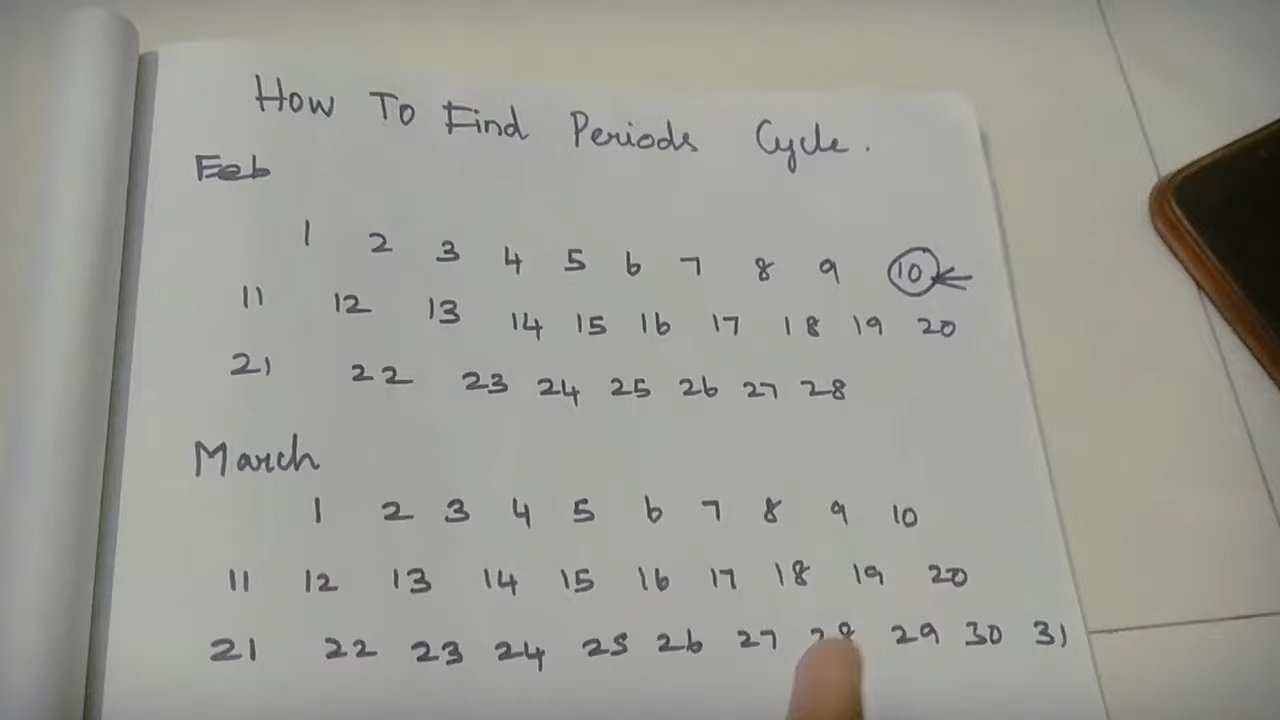 How To Find Periods Cycle.
Feb
1 2 3 4 5 6 7 8 9 10
11 12 13 14 15 16 17 18 19 20
21 22 23 24 25 26 27 28
March
1 2 3 4 5 6 7 8 9 10
11 12 13 14 15 16 17 18 19 20
21 22 23 24 25 26 27 28 29 30 31